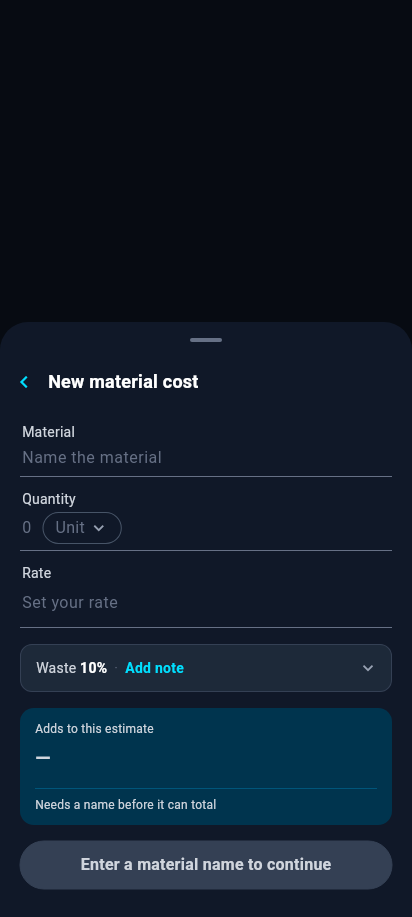 New material cost
Material
Name the material
Quantity
0 Unit
Rate
Set your rate
Waste 10% · Add note
Adds to this estimate
—
Needs a name before it can total
Enter a material name to continue